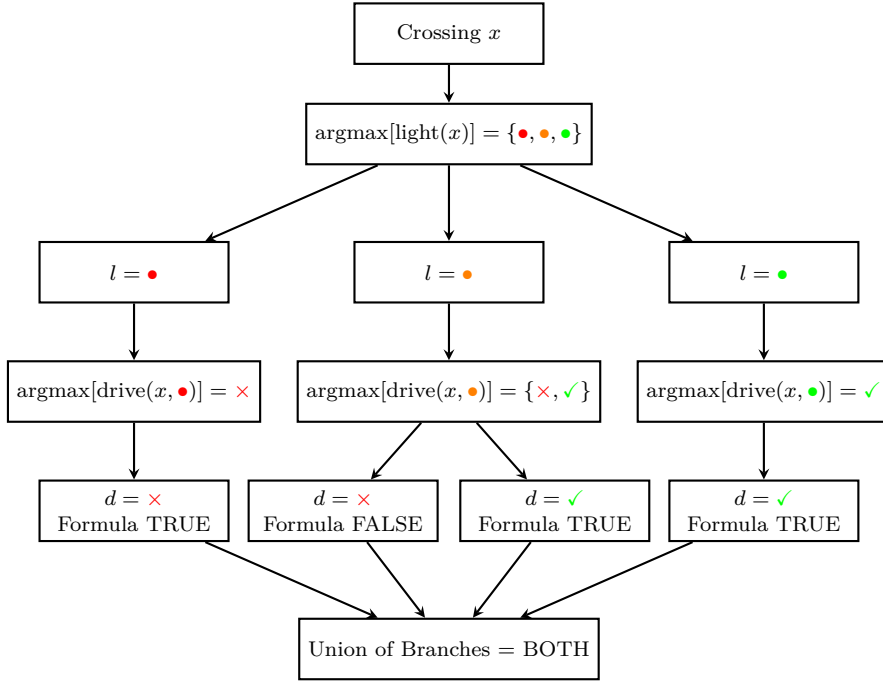 Crossing x
argmax[light(x)] = {●, ●, ●}
l = ●
l = ●
l = ●
argmax[drive(x, ●)] = ×
argmax[drive(x, ●)] = {×, ✓}
argmax[drive(x, ●)] = ✓
d = ×
Formula TRUE
d = ×
Formula FALSE
d = ✓
Formula TRUE
d = ✓
Formula TRUE
Union of Branches = BOTH